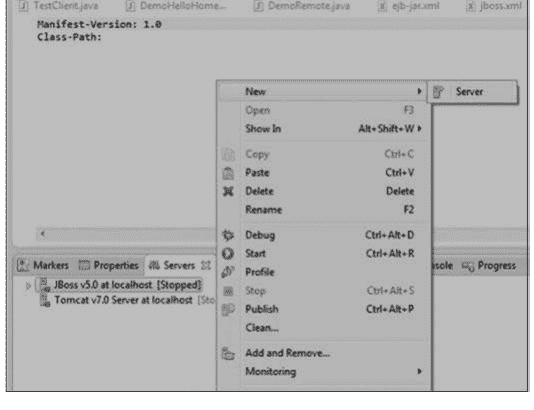 TestClient.java DemoHelloHome... DemoRemote.java ejb-jar.xml jboss.xml
Manifest-Version: 1.0
Class-Path:
New Server
Open F3
Show In Alt+Shift+W
Copy Ctrl+C
Paste Ctrl+V
Delete Delete
Rename F2
Debug Ctrl+Alt+D
Start Ctrl+Alt+R
Profile
Stop Ctrl+Alt+S
Publish Ctrl+Alt+P
Clean...
Add and Remove...
Monitoring
Markers Properties Servers nsole Progress
JBoss v5.0 at localhost [Stopped]
Tomcat v7.0 Server at localhost [Sto